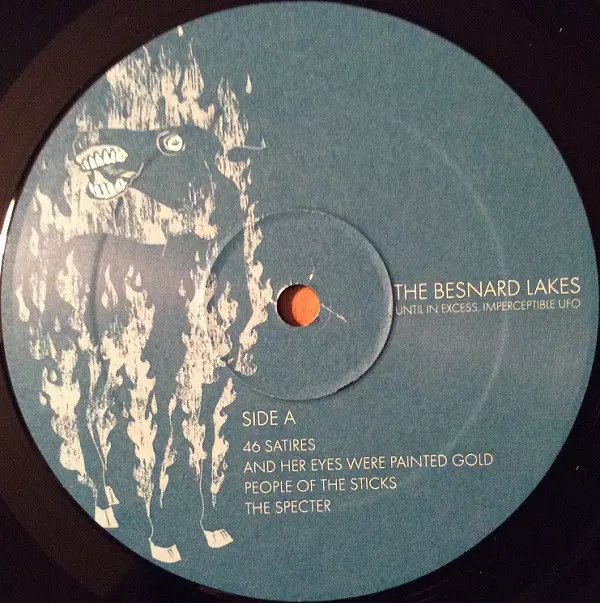 THE BESNARD LAKES
UNTIL IN EXCESS, IMPERCEPTIBLE UFO
SIDE A
46 SATIRES
AND HER EYES WERE PAINTED GOLD
PEOPLE OF THE STICKS
THE SPECTER